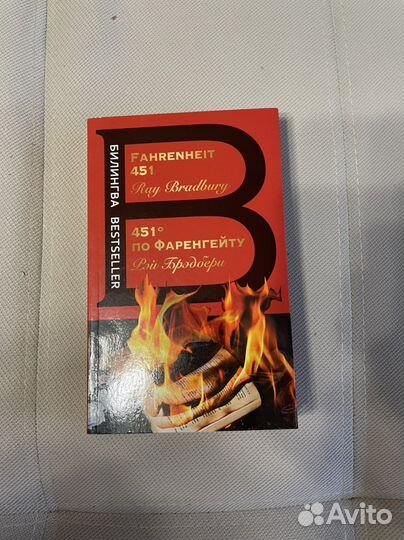 БИЛИНГВА BESTSELLER
FAHRENHEIT
451
Ray Bradbury
451°
ПО ФАРЕНГЕЙТУ
Рэй Брэдбери
Avito